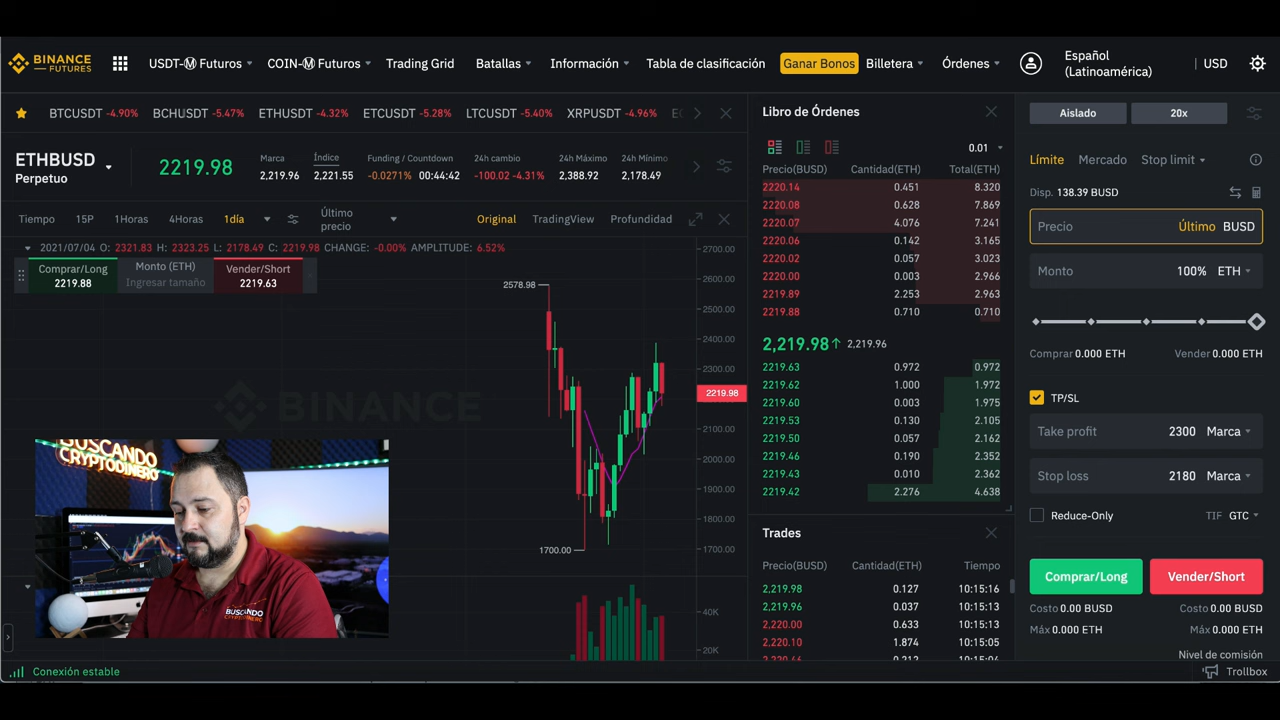 BINANCE
FUTURES
USDT-Ⓜ Futuros
COIN-Ⓜ Futuros
Trading Grid
Batallas
Información
Tabla de clasificación
Ganar Bonos
Billetera
Órdenes
Español
(Latinoamérica)
USD
BTCUSDT -4.90%
BCHUSDT -5.47%
ETHUSDT -4.32%
ETCUSDT -5.28%
LTCUSDT -5.40%
XRPUSDT -4.96%
ETHBUSD
Perpetuo
2219.98
Marca
2,219.96
Índice
2,221.55
Funding / Countdown
-0.0271% 00:44:42
24h cambio
-100.02 -4.31%
24h Máximo
2,388.92
24h Mínimo
2,178.49
Tiempo
15P
1Horas
4Horas
1día
Último
precio
Original
TradingView
Profundidad
2021/07/04 O: 2321.83 H: 2323.25 L: 2178.49 C: 2219.98 CHANGE: -0.00% AMPLITUDE: 6.52%
Comprar/Long
2219.88
Monto (ETH)
Ingresar tamaño
Vender/Short
2219.63
2578.98
1700.00
BINANCE
2700.00
2600.00
2500.00
2400.00
2300.00
2219.98
2100.00
2000.00
1900.00
1800.00
1700.00
40K
20K
BUSCANDO
CRYPTODINERO
BUSCANDO
CRYPTODINERO
Conexión estable
Libro de Órdenes
0.01
Precio(BUSD) Cantidad(ETH) Total(ETH)
2220.14 0.451 8.320
2220.08 0.628 7.869
2220.07 4.076 7.241
2220.06 0.142 3.165
2220.02 0.057 3.023
2220.00 0.003 2.966
2219.89 2.253 2.963
2219.88 0.710 0.710
2,219.98↑ 2,219.96
2219.63 0.972 0.972
2219.62 1.000 1.972
2219.60 0.003 1.975
2219.53 0.130 2.105
2219.50 0.057 2.162
2219.46 0.190 2.352
2219.43 0.010 2.362
2219.42 2.276 4.638
Trades
Precio(BUSD) Cantidad(ETH) Tiempo
2,219.98 0.127 10:15:16
2,219.96 0.037 10:15:13
2,220.00 0.633 10:15:13
2,220.10 1.874 10:15:05
Aislado
20x
Límite
Mercado
Stop limit
Disp. 138.39 BUSD
Precio Último BUSD
Monto 100% ETH
Comprar 0.000 ETH
Vender 0.000 ETH
TP/SL
Take profit 2300 Marca
Stop loss 2180 Marca
Reduce-Only
TIF GTC
Comprar/Long
Vender/Short
Costo 0.00 BUSD
Costo 0.00 BUSD
Máx 0.000 ETH
Máx 0.000 ETH
Nivel de comisión
Trollbox